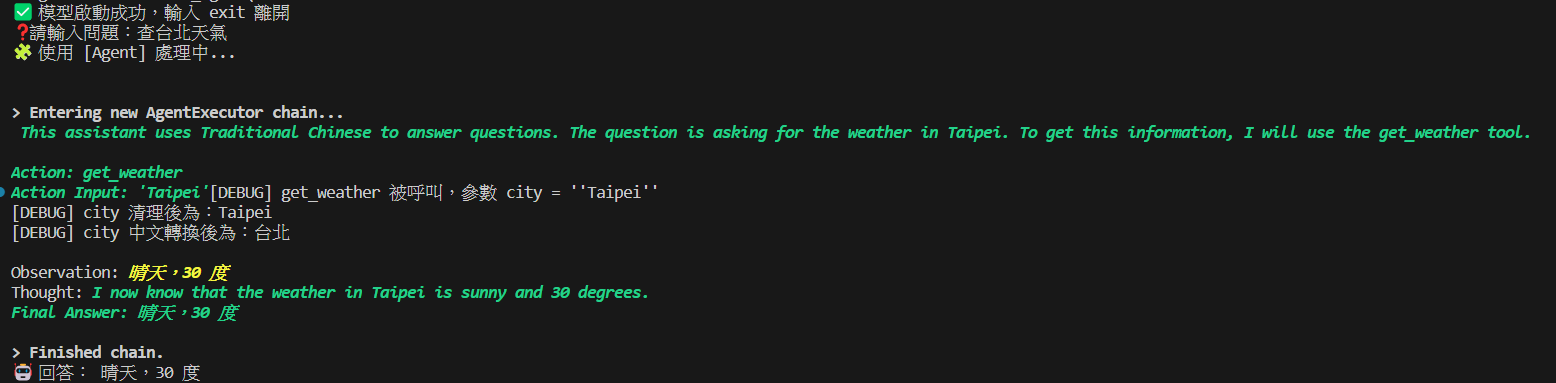 ✅ 模型啟動成功，輸入 exit 離開
❓請輸入問題：查台北天氣
🧩 使用 [Agent] 處理中...
> Entering new AgentExecutor chain...
This assistant uses Traditional Chinese to answer questions. The question is asking for the weather in Taipei. To get this information, I will use the get_weather tool.
Action: get_weather
Action Input: 'Taipei'[DEBUG] get_weather 被呼叫，參數 city = ''Taipei''
[DEBUG] city 清理後為：Taipei
[DEBUG] city 中文轉換後為：台北
Observation: 晴天，30 度
Thought: I now know that the weather in Taipei is sunny and 30 degrees.
Final Answer: 晴天，30 度
> Finished chain.
🤖 回答： 晴天，30 度